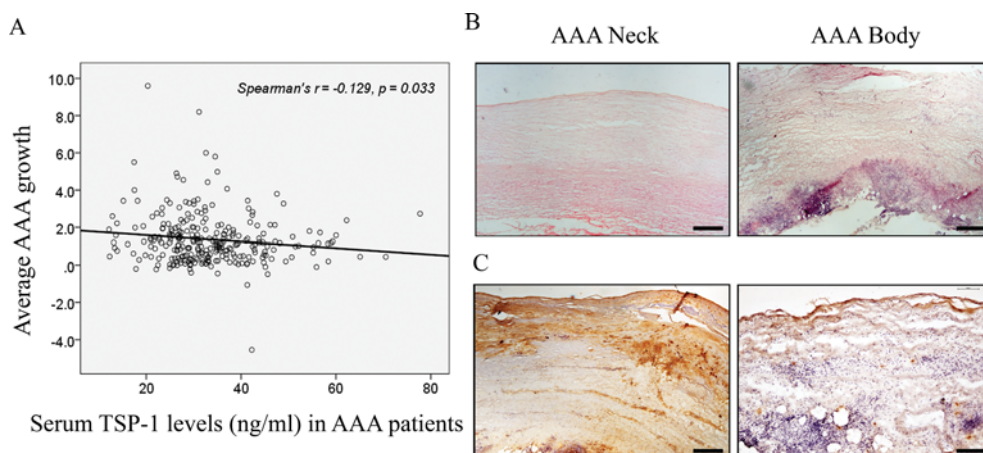 A
Spearman's r = -0.129, p = 0.033
10.0
8.0
6.0
4.0
2.0
.0
-2.0
-4.0
20
40
60
80
Average AAA growth
Serum TSP-1 levels (ng/ml) in AAA patients
B
AAA Neck
AAA Body
C